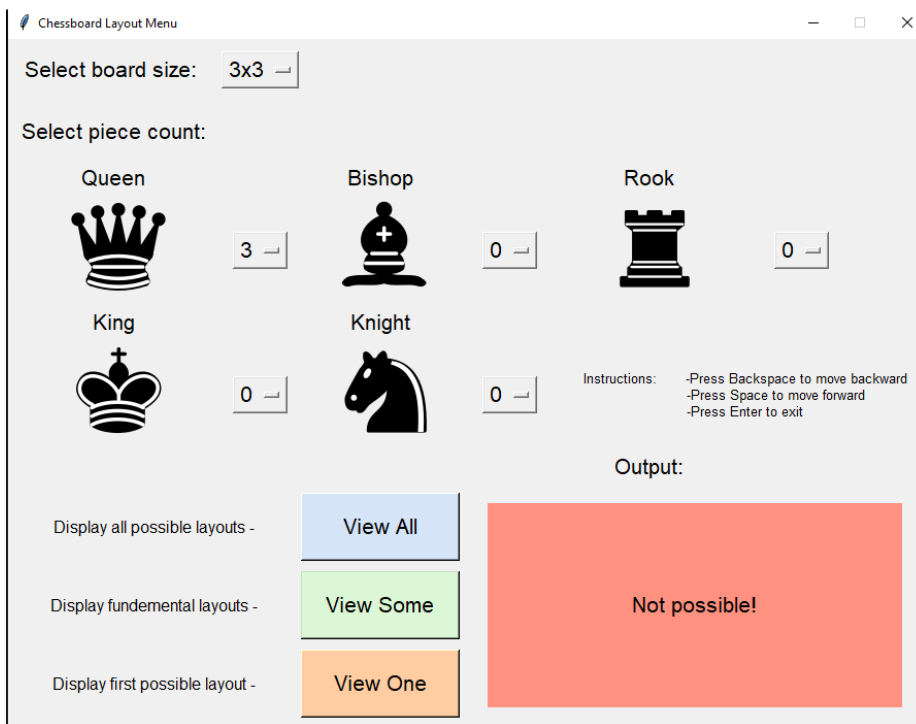 Chessboard Layout Menu
Select board size: 3x3
Select piece count:
Queen Bishop Rook
3 0 0
King Knight
0 0
Instructions: -Press Backspace to move backward
-Press Space to move forward
-Press Enter to exit
Output:
Display all possible layouts - View All
Display fundemental layouts - View Some
Not possible!
Display first possible layout - View One